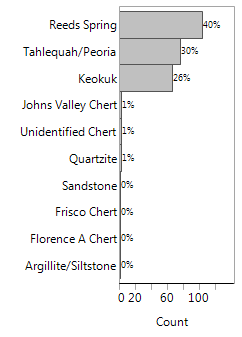 Reeds Spring 40%
Tahlequah/Peoria 30%
Keokuk 26%
Johns Valley Chert 1%
Unidentified Chert 1%
Quartzite 1%
Sandstone 0%
Frisco Chert 0%
Florence A Chert 0%
Argillite/Siltstone 0%
0 20 60 100
Count